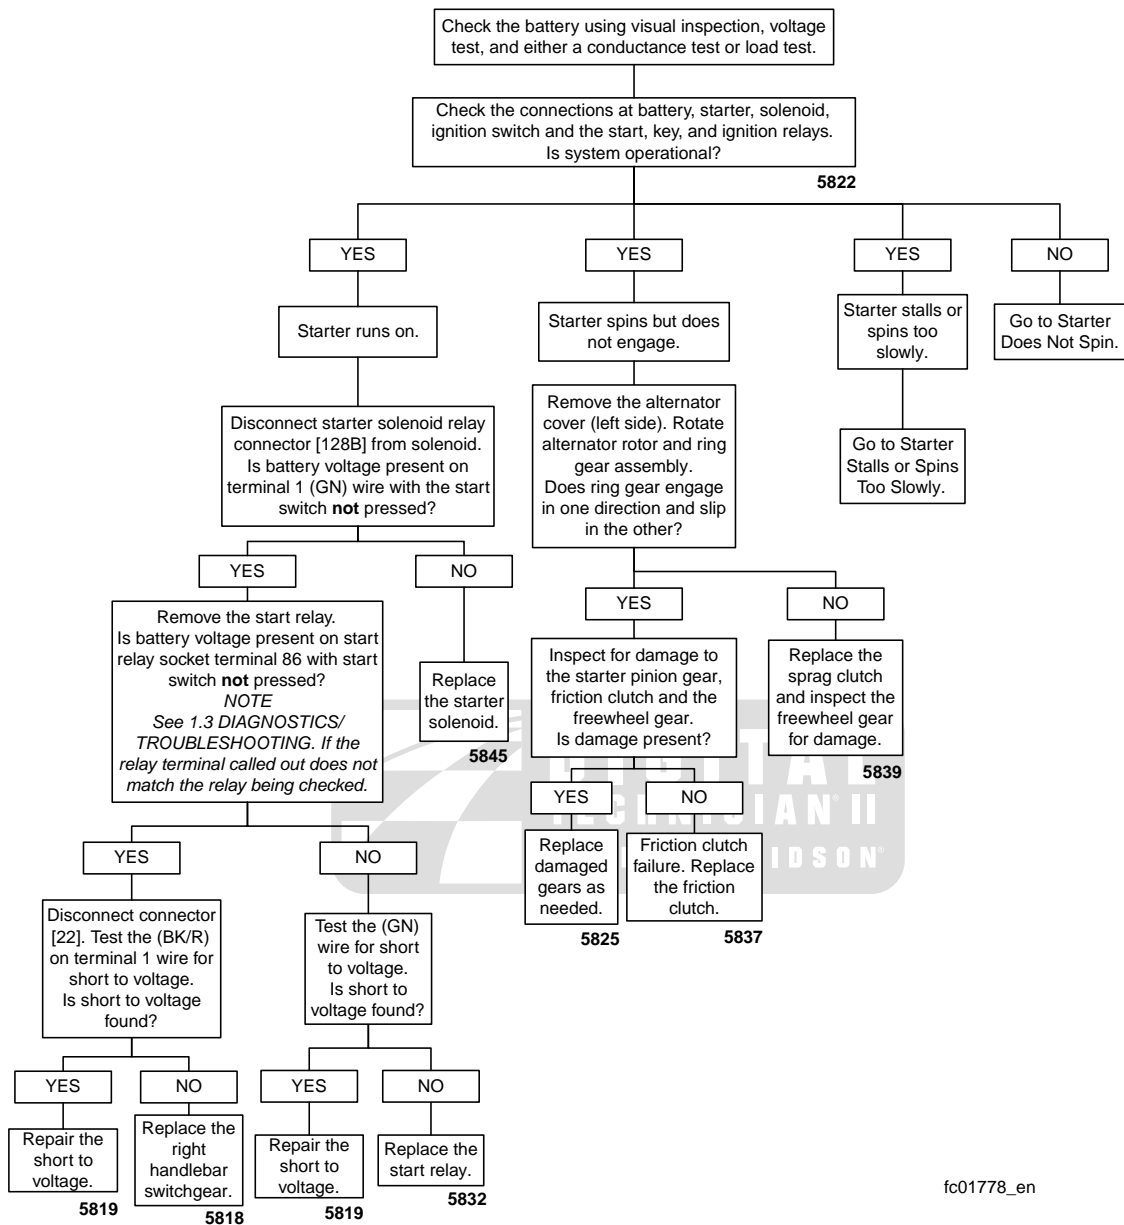 Check the battery using visual inspection, voltage
test, and either a conductance test or load test.
Check the connections at battery, starter, solenoid,
ignition switch and the start, key, and ignition relays.
Is system operational?
5822
YES
YES
YES
NO
Starter runs on.
Starter spins but does
not engage.
Starter stalls or
spins too
slowly.
Go to Starter
Does Not Spin.
Disconnect starter solenoid relay
connector [128B] from solenoid.
Is battery voltage present on
terminal 1 (GN) wire with the start
switch not pressed?
Remove the alternator
cover (left side). Rotate
alternator rotor and ring
gear assembly.
Does ring gear engage
in one direction and slip
in the other?
Go to Starter
Stalls or Spins
Too Slowly.
YES
NO
YES
NO
Remove the start relay.
Is battery voltage present on start
relay socket terminal 86 with start
switch not pressed?
NOTE
See 1.3 DIAGNOSTICS/
TROUBLESHOOTING. If the
relay terminal called out does not
match the relay being checked.
Replace
the starter
solenoid.
5845
Inspect for damage to
the starter pinion gear,
friction clutch and the
freewheel gear.
Is damage present?
Replace the
sprag clutch
and inspect the
freewheel gear
for damage.
5839
YES
NO
Replace
damaged
gears as
needed.
5825
Friction clutch
failure. Replace
the friction
clutch.
5837
YES
NO
Disconnect connector
[22]. Test the (BK/R)
on terminal 1 wire for
short to voltage.
Is short to voltage
found?
Test the (GN)
wire for short
to voltage.
Is short to
voltage found?
YES
NO
YES
NO
Repair the
short to
voltage.
5819
Replace the
right
handlebar
switchgear.
5818
Repair the
short to
voltage.
5819
Replace the
start relay.
5832
fc01778_en